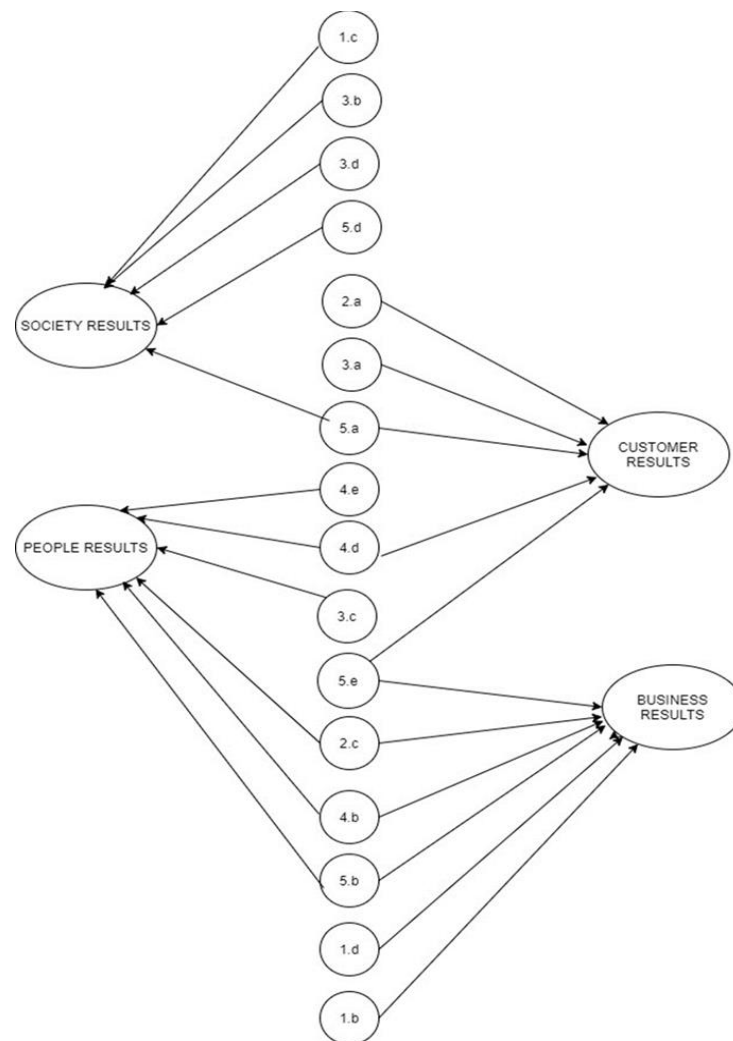 1.c
3.b
3.d
5.d
SOCIETY RESULTS
2.a
3.a
5.a
CUSTOMER
RESULTS
4.e
PEOPLE RESULTS
4.d
3.c
5.e
BUSINESS
RESULTS
2.c
4.b
5.b
1.d
1.b